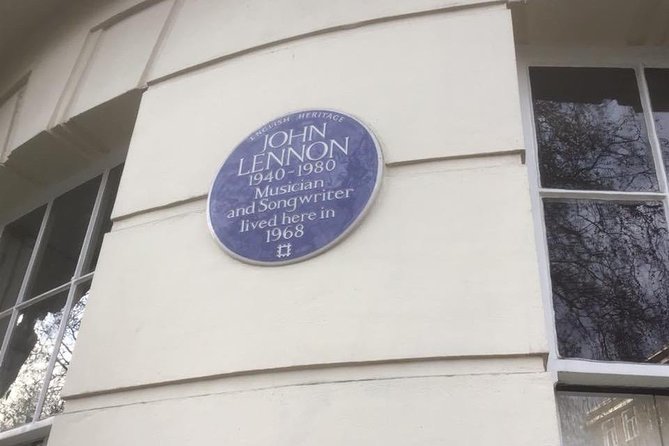 ENGLISH HERITAGE
JOHN
LENNON
1940-1980
Musician
and Songwriter
lived here in
1968